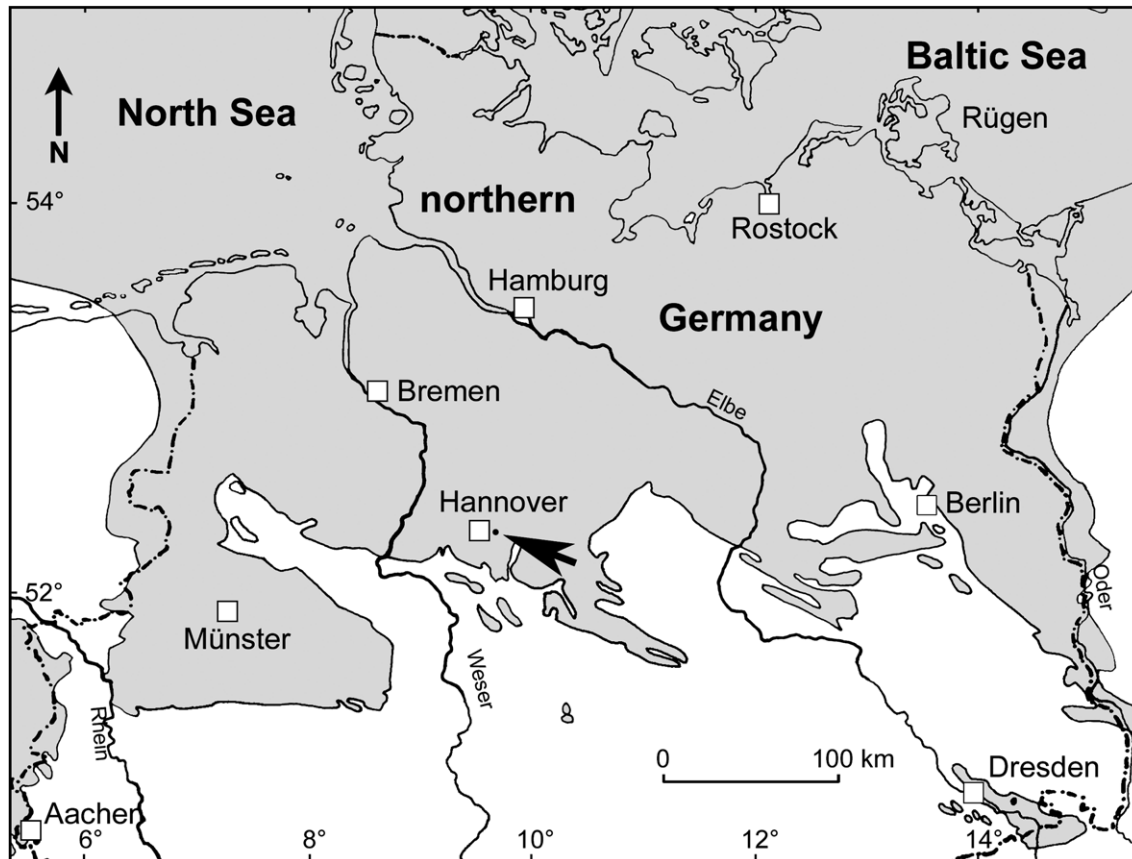 Baltic Sea
North Sea
Rügen
N
54°
northern
Rostock
Hamburg
Germany
Bremen
Elbe
Hannover
Berlin
52°
Oder
Münster
Weser
Rhein
0 100 km
Dresden
Aachen
6° 8° 10° 12° 14°